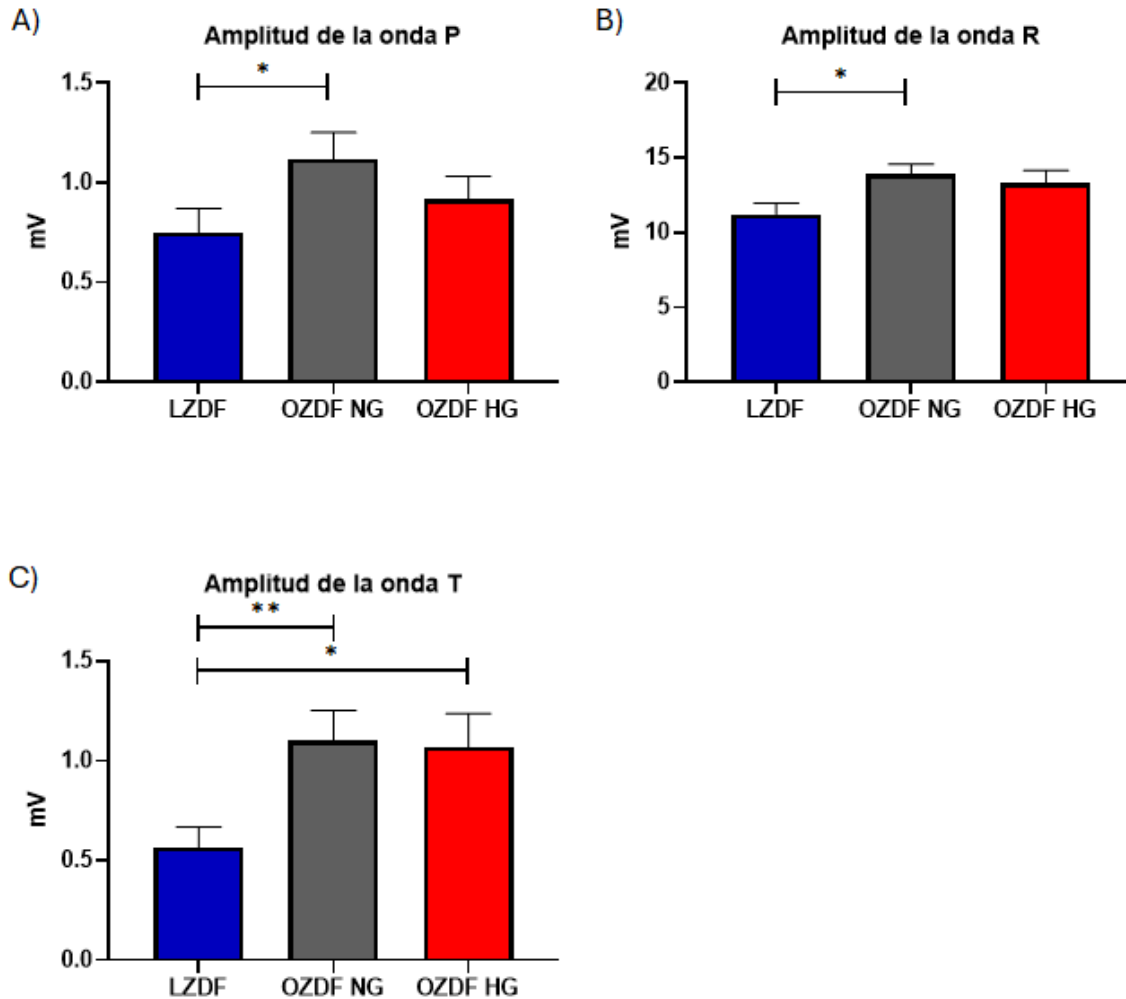 A)
Amplitud de la onda P
*
1.5
1.0
0.5
0.0
mV
LZDF OZDF NG OZDF HG
B)
Amplitud de la onda R
*
20
15
10
5
0
mV
LZDF OZDF NG OZDF HG
C)
Amplitud de la onda T
**
*
1.5
1.0
0.5
0.0
mV
LZDF OZDF NG OZDF HG